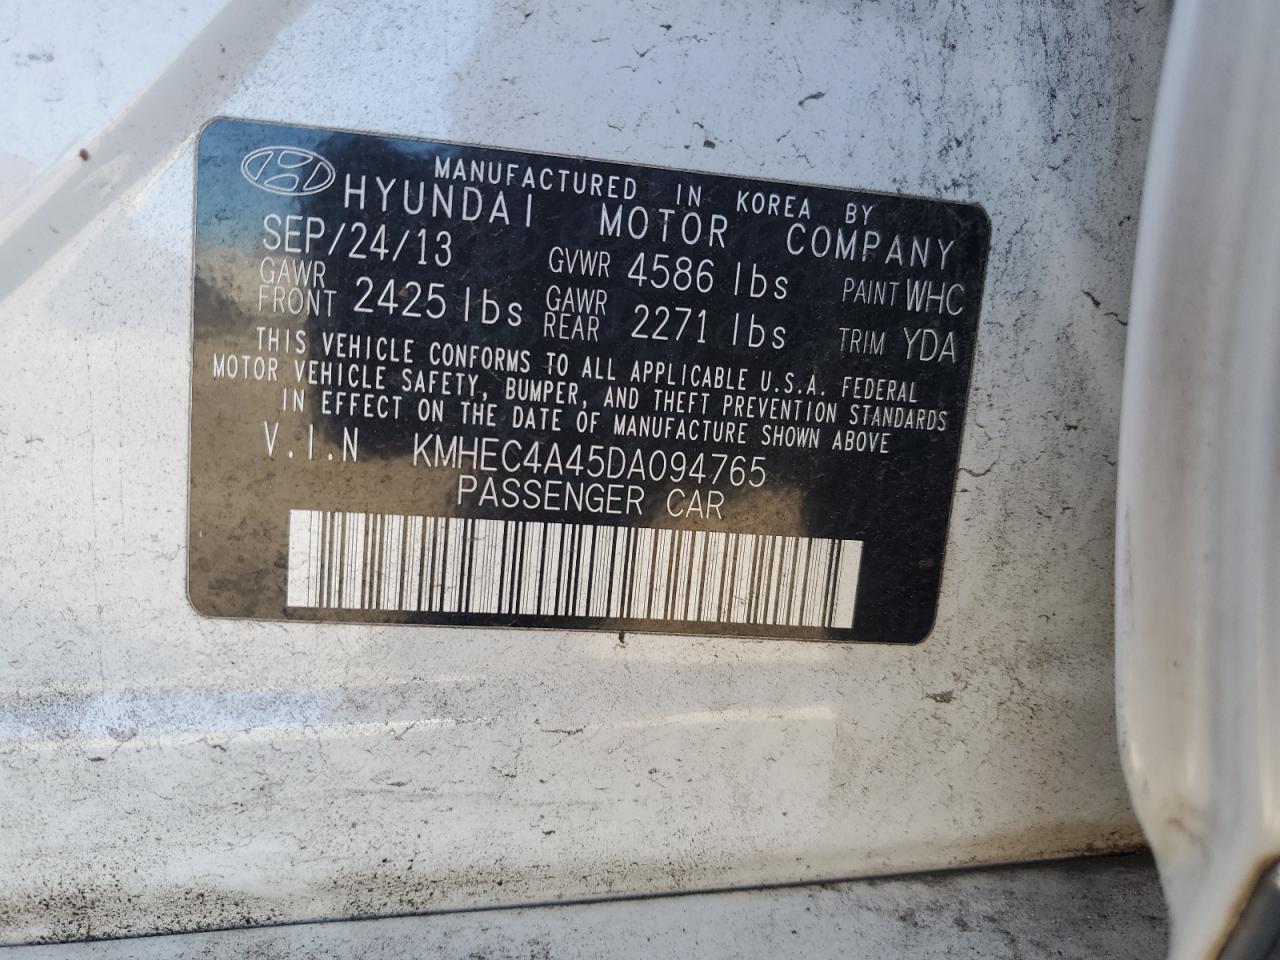 MANUFACTURED IN KOREA BY
HYUNDAI MOTOR COMPANY
SEP/24/13 GVWR 4586 lbs PAINT WHC
GAWR FRONT 2425 lbs GAWR REAR 2271 lbs TRIM YDA
THIS VEHICLE CONFORMS TO ALL APPLICABLE U.S.A. FEDERAL
MOTOR VEHICLE SAFETY, BUMPER, AND THEFT PREVENTION STANDARDS
IN EFFECT ON THE DATE OF MANUFACTURE SHOWN ABOVE
V.I.N KMHEC4A45DA094765
PASSENGER CAR